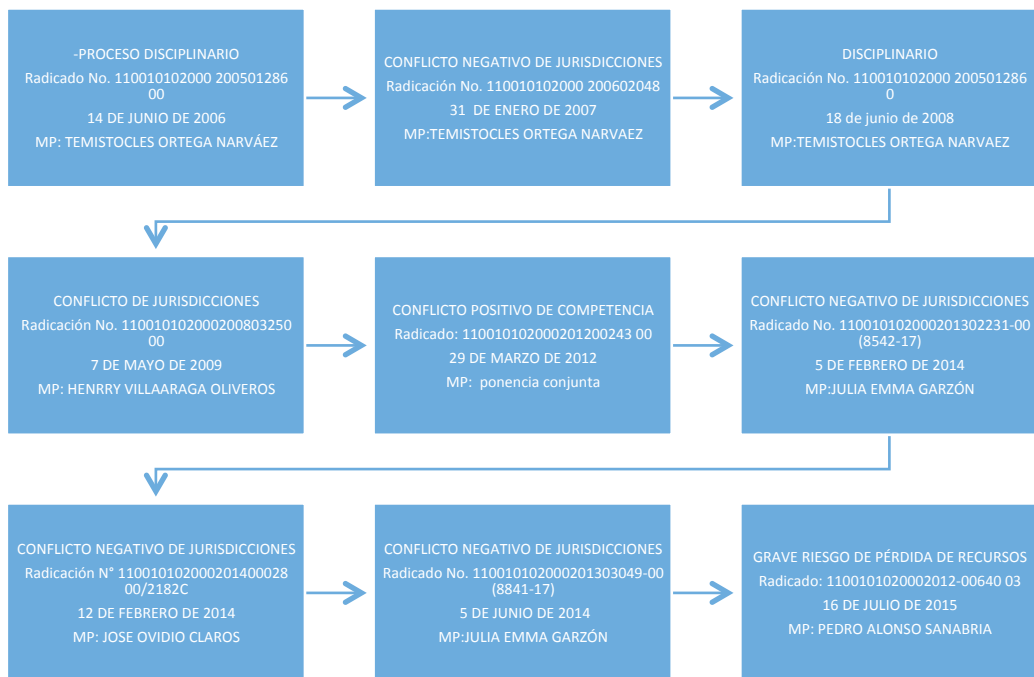 -PROCESO DISCIPLINARIO
Radicado No. 110010102000 200501286
00
14 DE JUNIO DE 2006
MP: TEMISTOCLES ORTEGA NARVÁEZ
CONFLICTO NEGATIVO DE JURISDICCIONES
Radicación No. 110010102000 200602048
31 DE ENERO DE 2007
MP:TEMISTOCLES ORTEGA NARVAEZ
DISCIPLINARIO
Radicación No. 110010102000 200501286
0
18 de junio de 2008
MP:TEMISTOCLES ORTEGA NARVAEZ
CONFLICTO DE JURISDICCIONES
Radicación No. 110010102000200803250
00
7 DE MAYO DE 2009
MP: HENRRY VILLAARAGA OLIVEROS
CONFLICTO POSITIVO DE COMPETENCIA
Radicado: 110010102000201200243 00
29 DE MARZO DE 2012
MP: ponencia conjunta
CONFLICTO NEGATIVO DE JURISDICCIONES
Radicado No. 110010102000201302231-00
(8542-17)
5 DE FEBRERO DE 2014
MP:JULIA EMMA GARZÓN
CONFLICTO NEGATIVO DE JURISDICCIONES
Radicación N° 110010102000201400028
00/2182C
12 DE FEBRERO DE 2014
MP: JOSE OVIDIO CLAROS
CONFLICTO NEGATIVO DE JURISDICCIONES
Radicado No. 110010102000201303049-00
(8841-17)
5 DE JUNIO DE 2014
MP:JULIA EMMA GARZÓN
GRAVE RIESGO DE PÉRDIDA DE RECURSOS
Radicado: 1100101020002012-00640 03
16 DE JULIO DE 2015
MP: PEDRO ALONSO SANABRIA